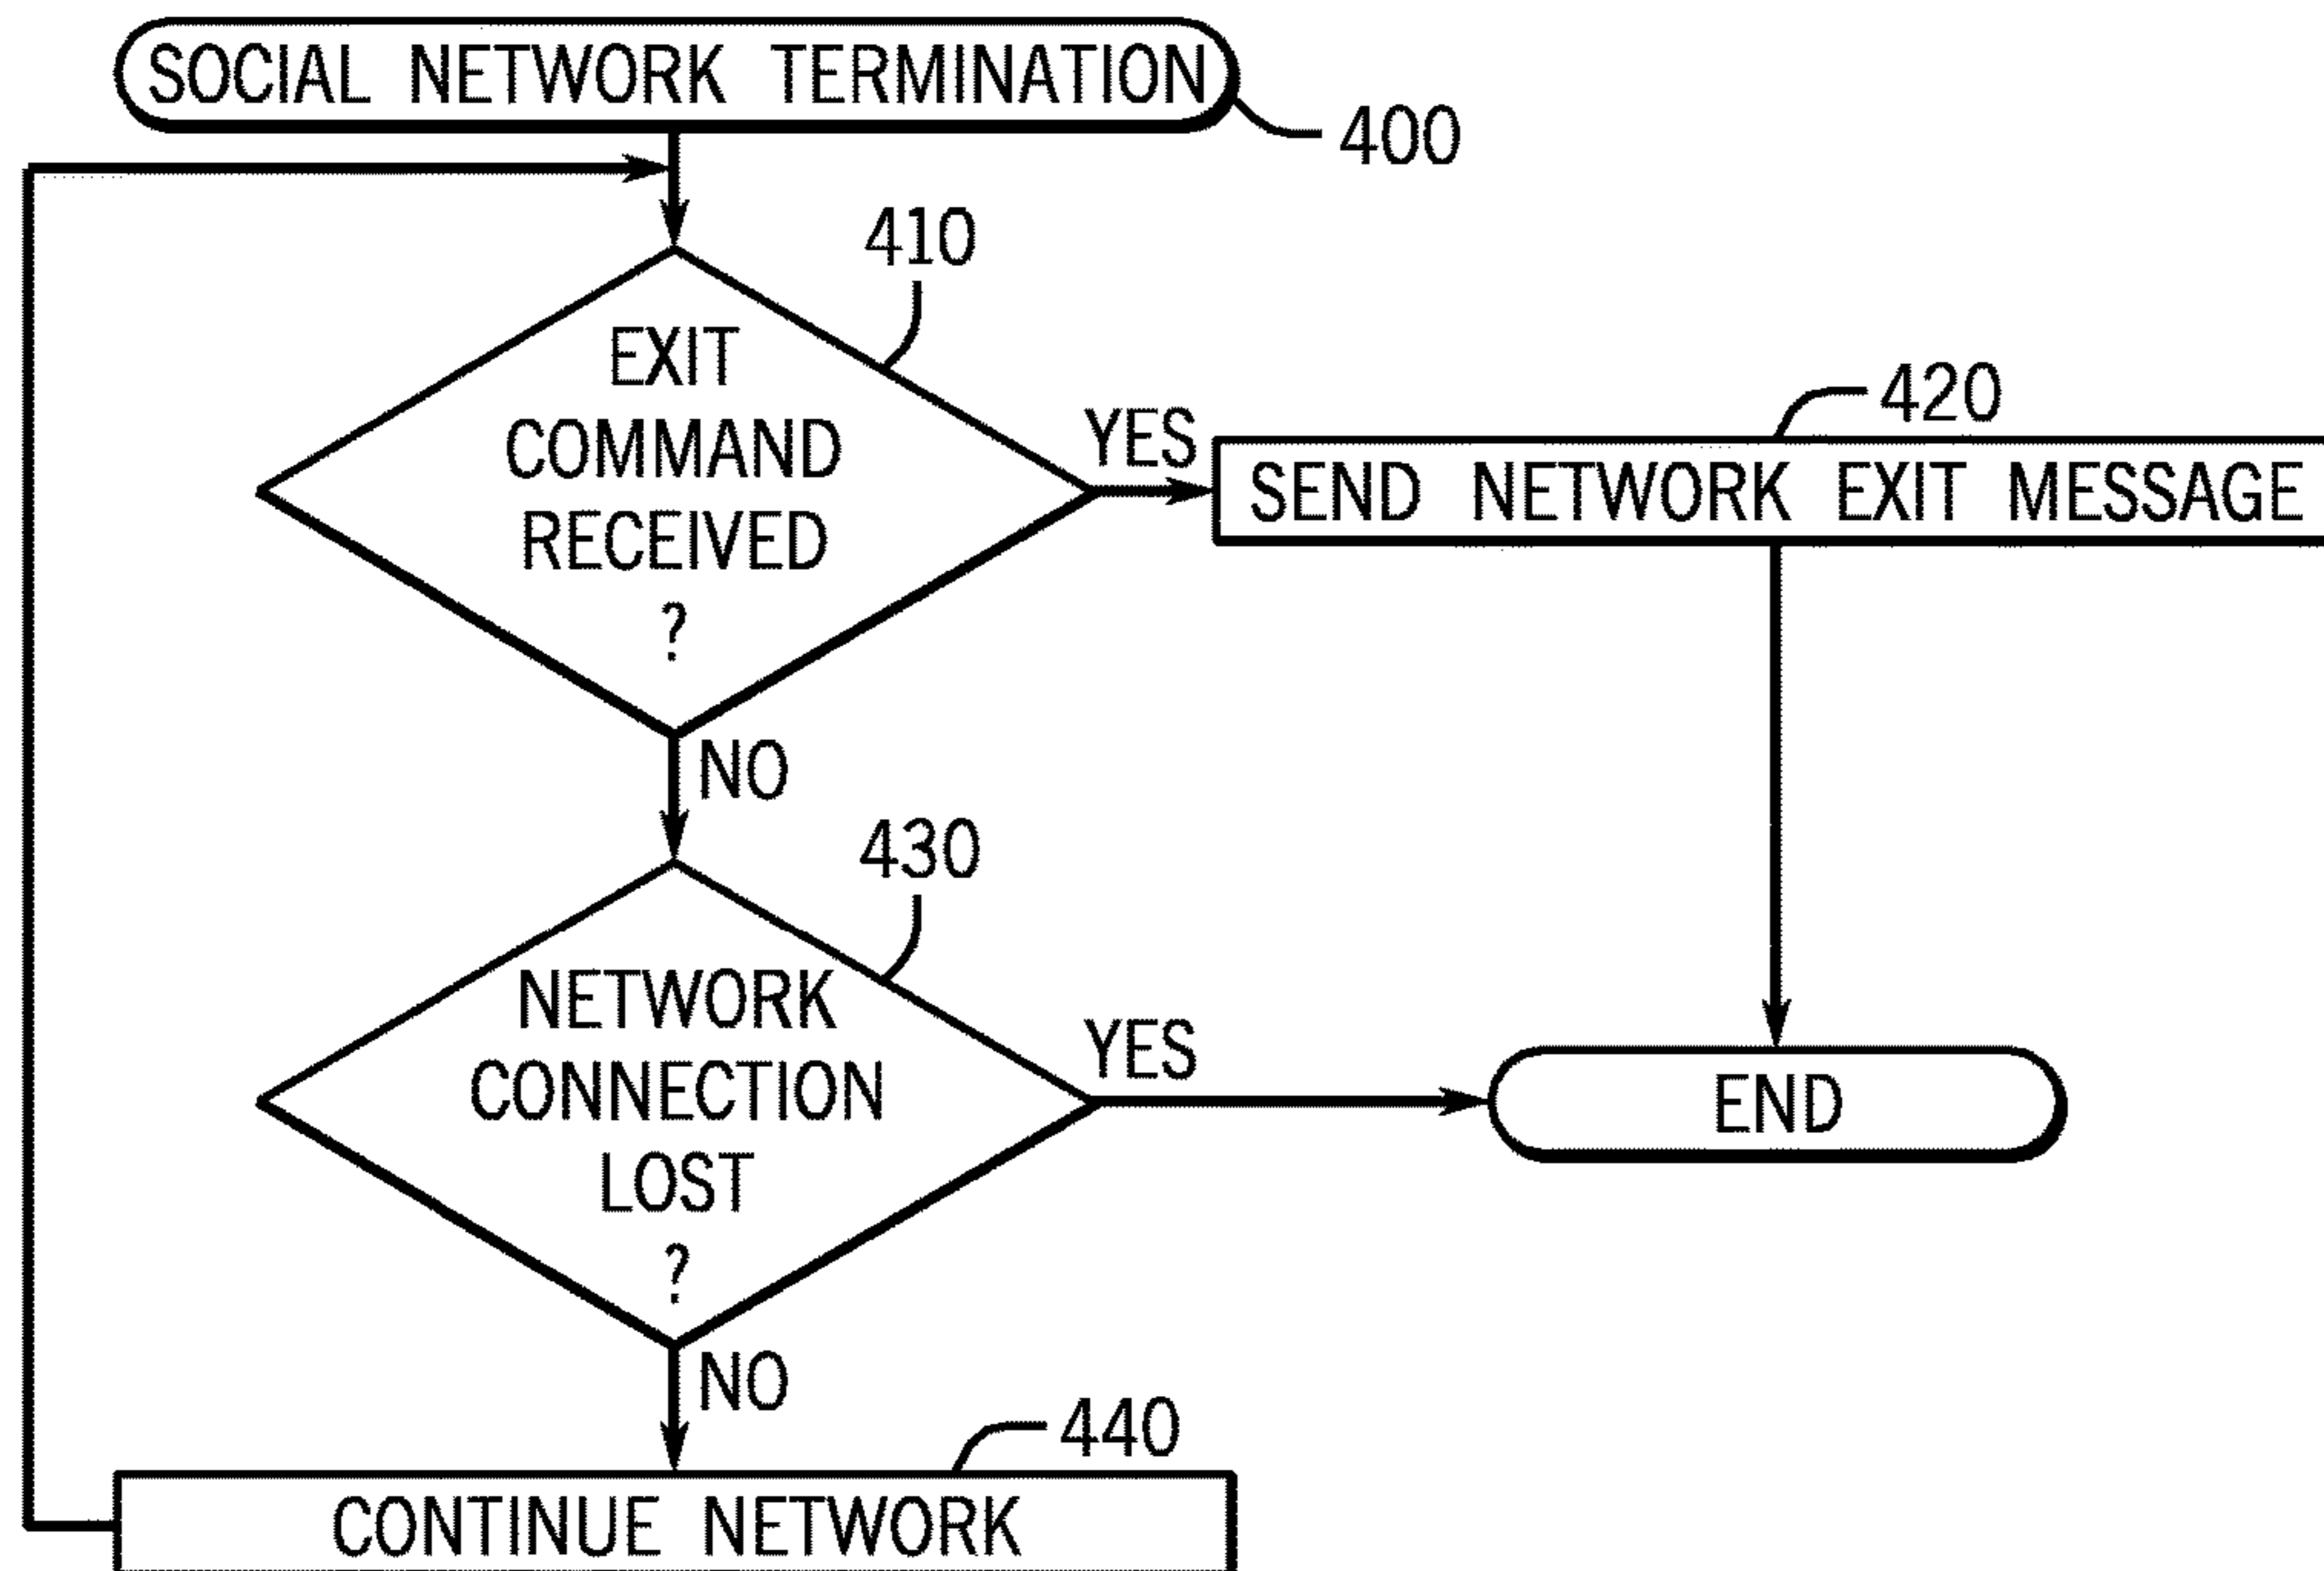 SOCIAL NETWORK TERMINATION
400
410
EXIT
COMMAND
RECEIVED
?
YES
420
SEND NETWORK EXIT MESSAGE
NO
430
NETWORK
CONNECTION
LOST
?
YES
END
NO
440
CONTINUE NETWORK